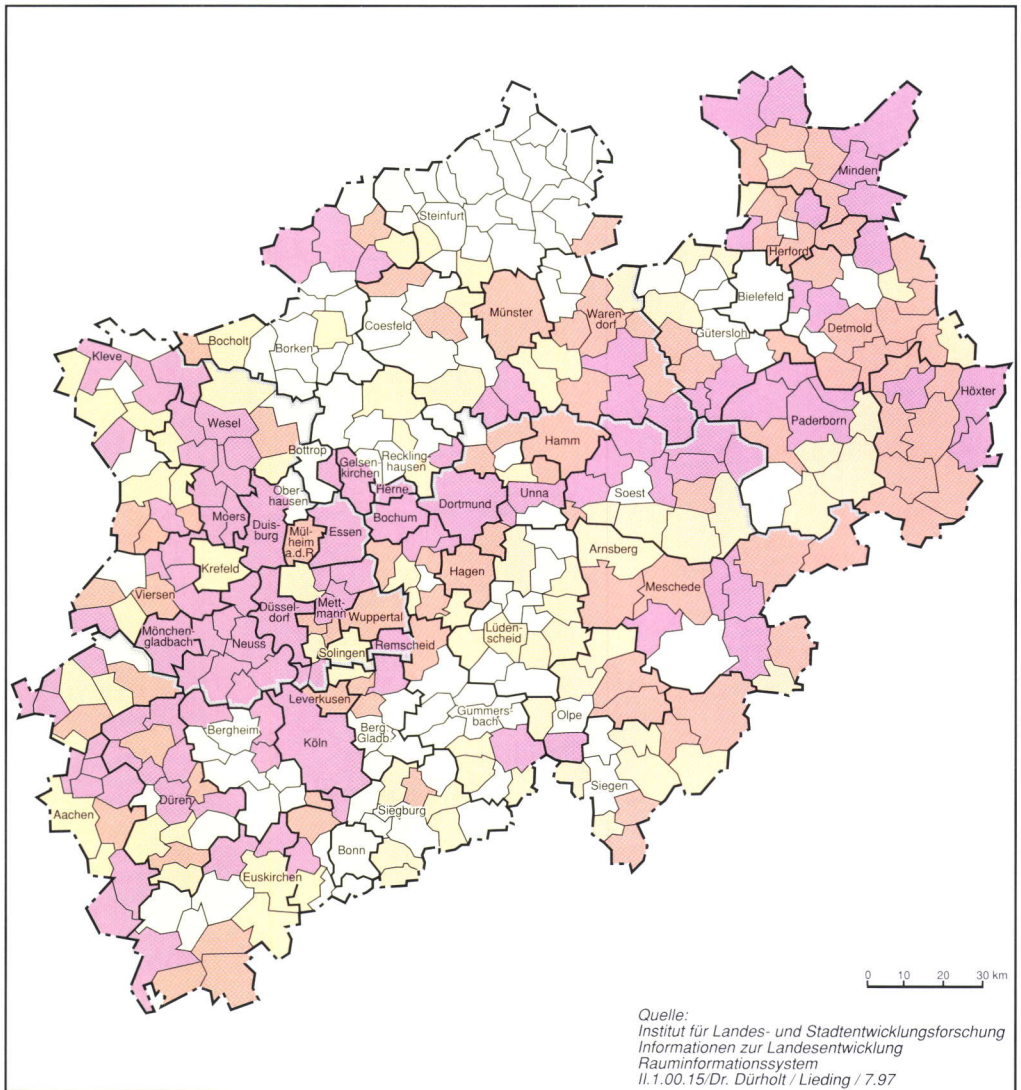 Minden
Steinfurt
Herford
Bielefeld
Münster
Waren-
dorf
Coesfeld
Gütersloh
Detmold
Bocholt
Borken
Kleve
Höxter
Paderborn
Wesel
Hamm
Bottrop
Reckling-
hausen
Gelsen-
kirchen
Ober-
hausen
Herne
Dortmund
Unna
Soest
Moers
Duis-
burg
Mül-
heim
a.d.R.
Essen
Bochum
Arnsberg
Krefeld
Hagen
Meschede
Viersen
Düssel-
dorf
Mett-
mann
Wuppertal
Mönchen-
gladbach
Neuss
Solingen
Remscheid
Lüden-
scheid
Leverkusen
Bergheim
Köln
Berg.
Gladb.
Gummers-
bach
Olpe
Siegen
Aachen
Düren
Siegburg
Bonn
Euskirchen
0 10 20 30 km
Quelle:
Institut für Landes- und Stadtentwicklungsforschung
Informationen zur Landesentwicklung
Rauminformationssystem
II.1.00.15/Dr. Dürholt / Lieding / 7.97